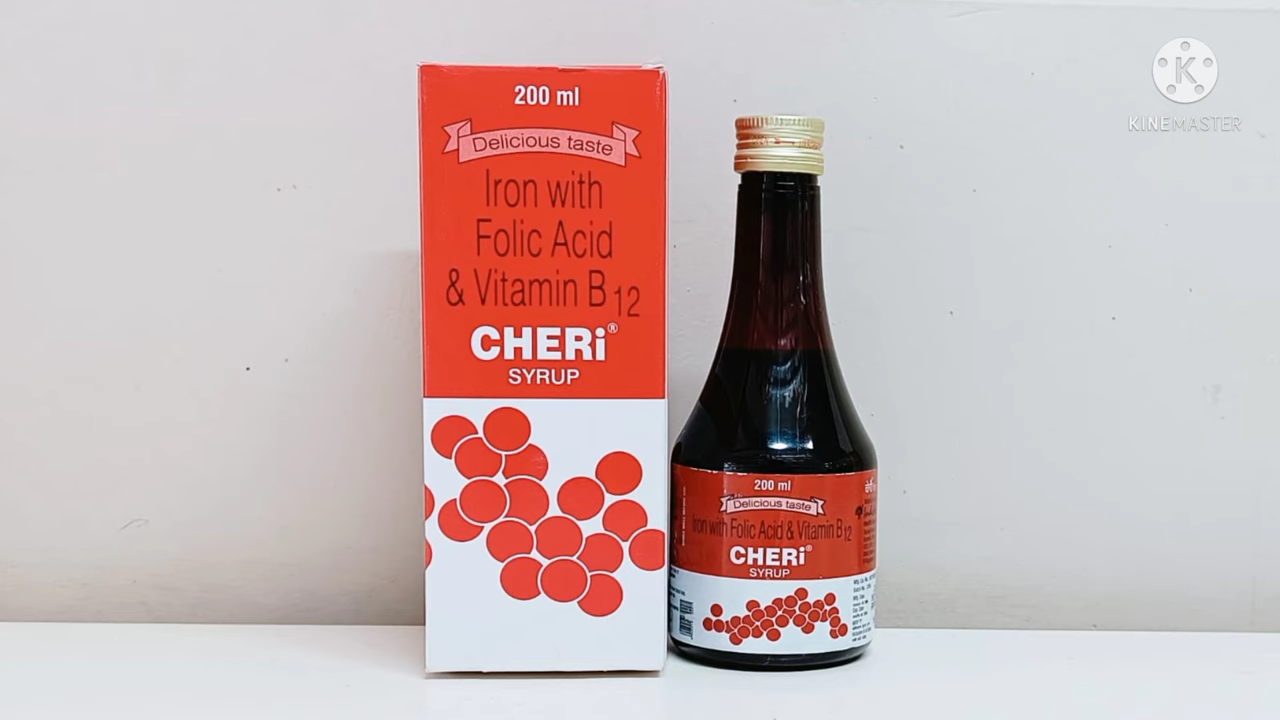 200 ml
Delicious taste
Iron with
Folic Acid
& Vitamin B 12
CHERi®
SYRUP
200 ml
Delicious taste
Iron with Folic Acid & Vitamin B12
CHERi®
SYRUP
K
KINEMASTER